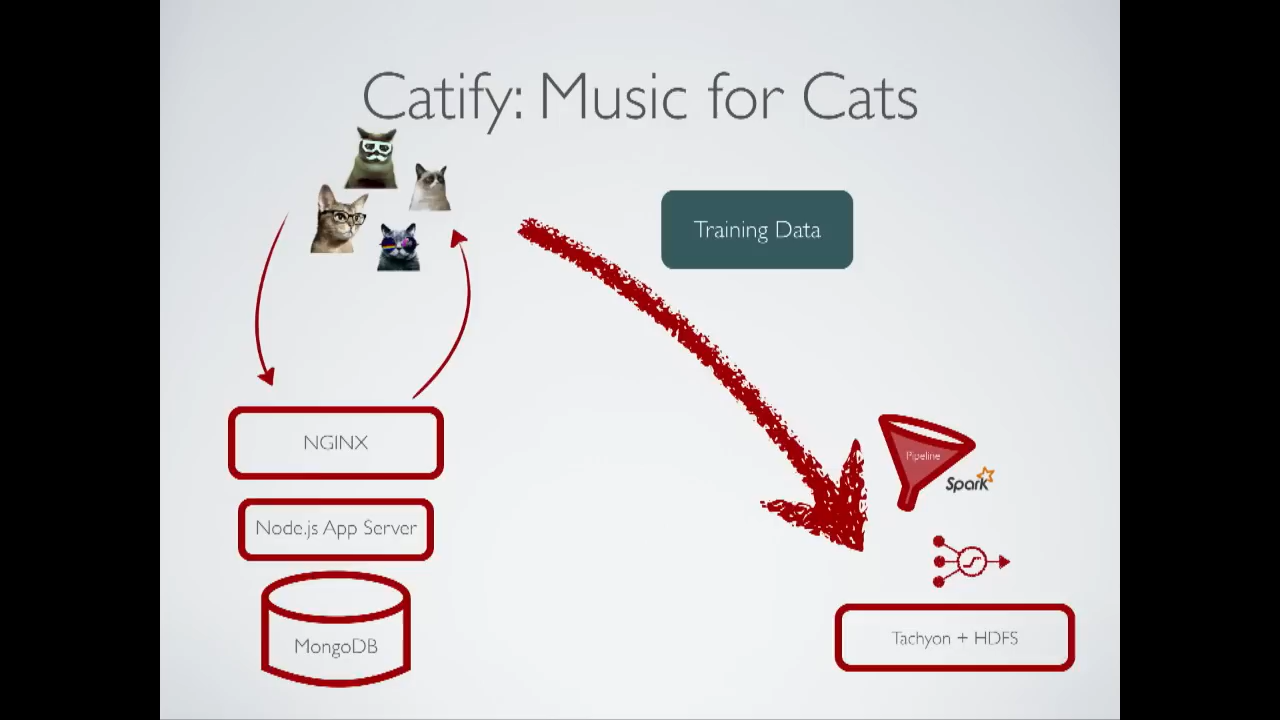 Catify: Music for Cats
Training Data
NGINX
Pipeline
Spark
Node.js App Server
MongoDB
Tachyon + HDFS